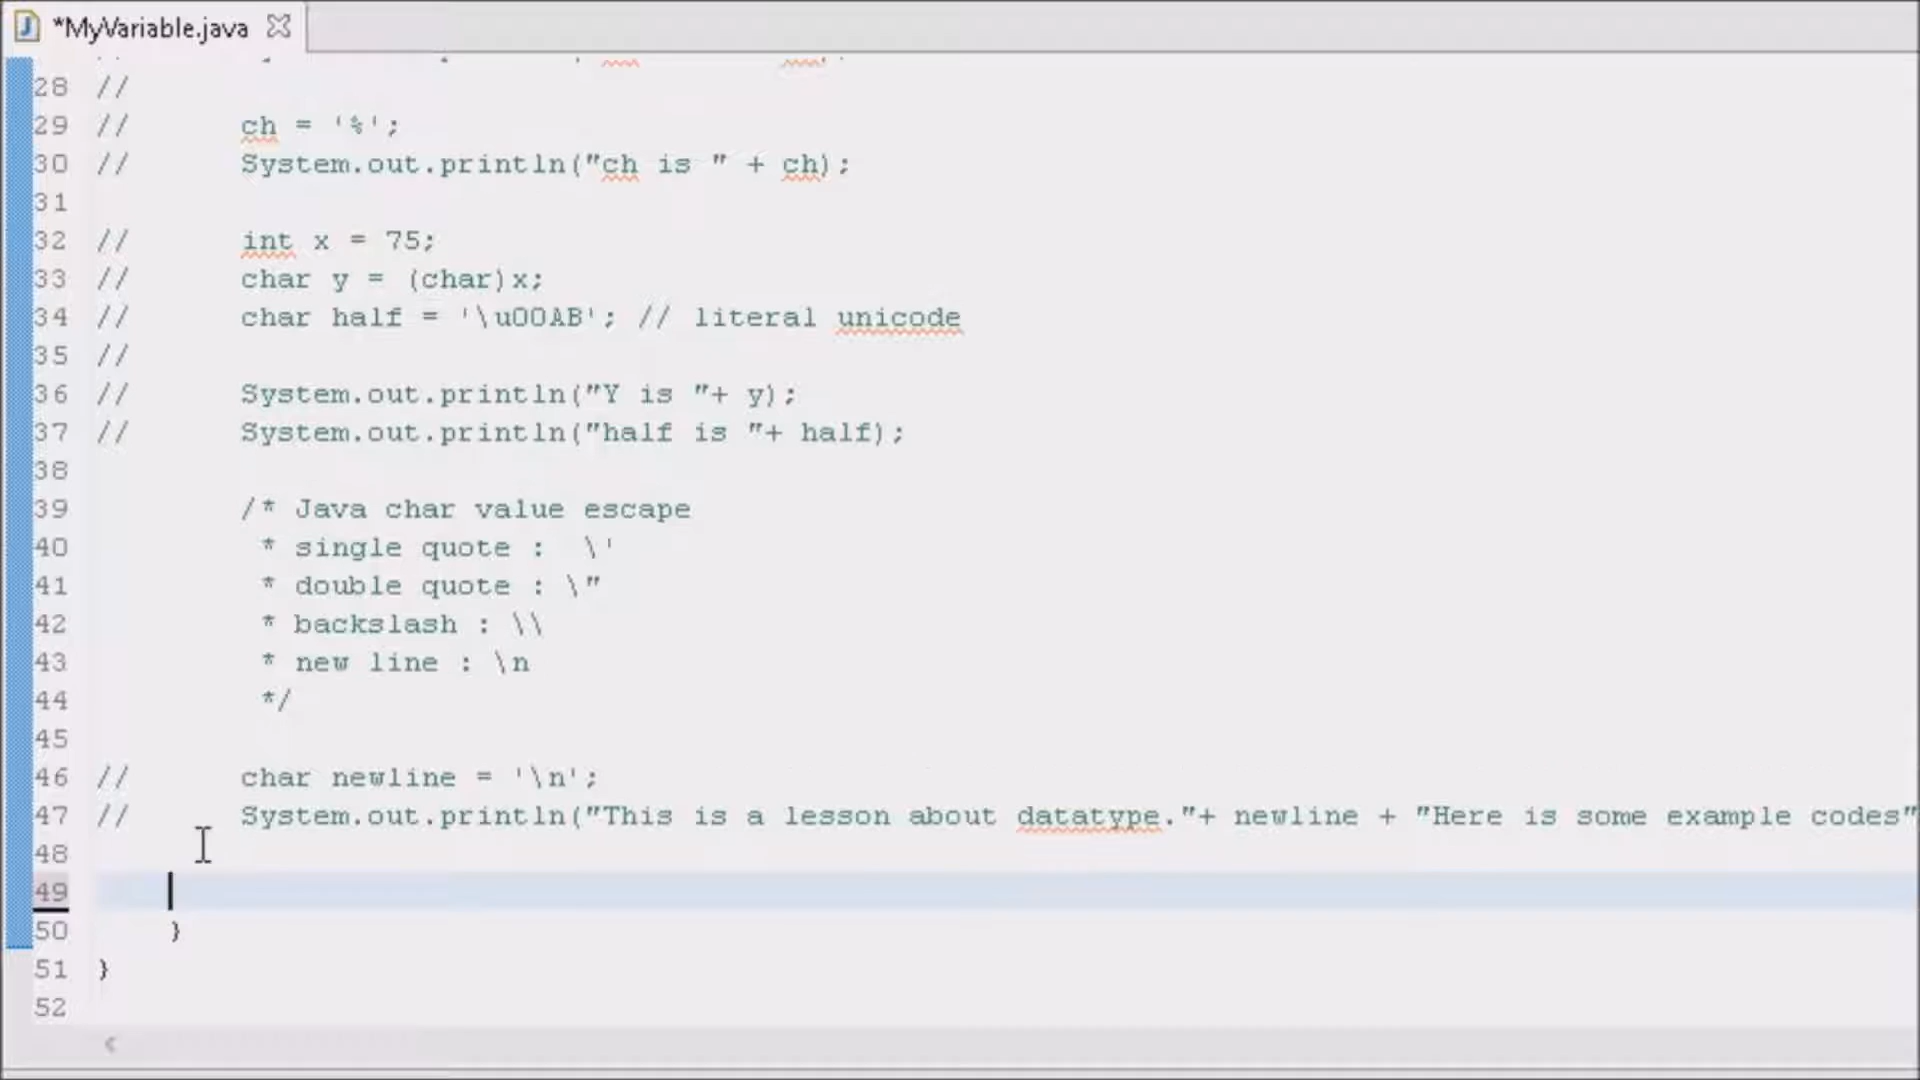 *MyVariable.java
28 //
29 //      ch = '%';
30 //      System.out.println("ch is " + ch);
31
32 //      int x = 75;
33 //      char y = (char)x;
34 //      char half = '\u00AB'; // literal unicode
35 //
36 //      System.out.println("Y is "+ y);
37 //      System.out.println("half is "+ half);
38
39        /* Java char value escape
40         * single quote :  \'
41         * double quote : \"
42         * backslash : \\
43         * new line : \n
44         */
45
46 //      char newline = '\n';
47 //      System.out.println("This is a lesson about datatype."+ newline + "Here is some example codes"
48
49
50    }
51 }
52